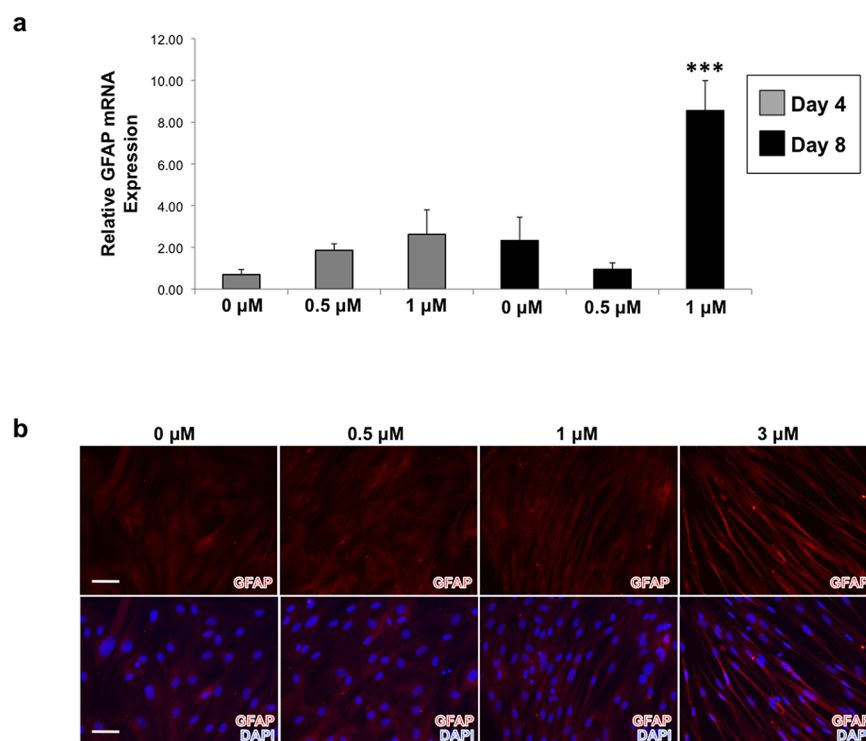 a
12.00
10.00
8.00
6.00
4.00
2.00
0.00
Relative GFAP mRNA
Expression
***
Day 4
Day 8
0 µM 0.5 µM 1 µM 0 µM 0.5 µM 1 µM
b
0 µM 0.5 µM 1 µM 3 µM
GFAP GFAP GFAP GFAP
GFAP GFAP GFAP GFAP
DAPI DAPI DAPI DAPI